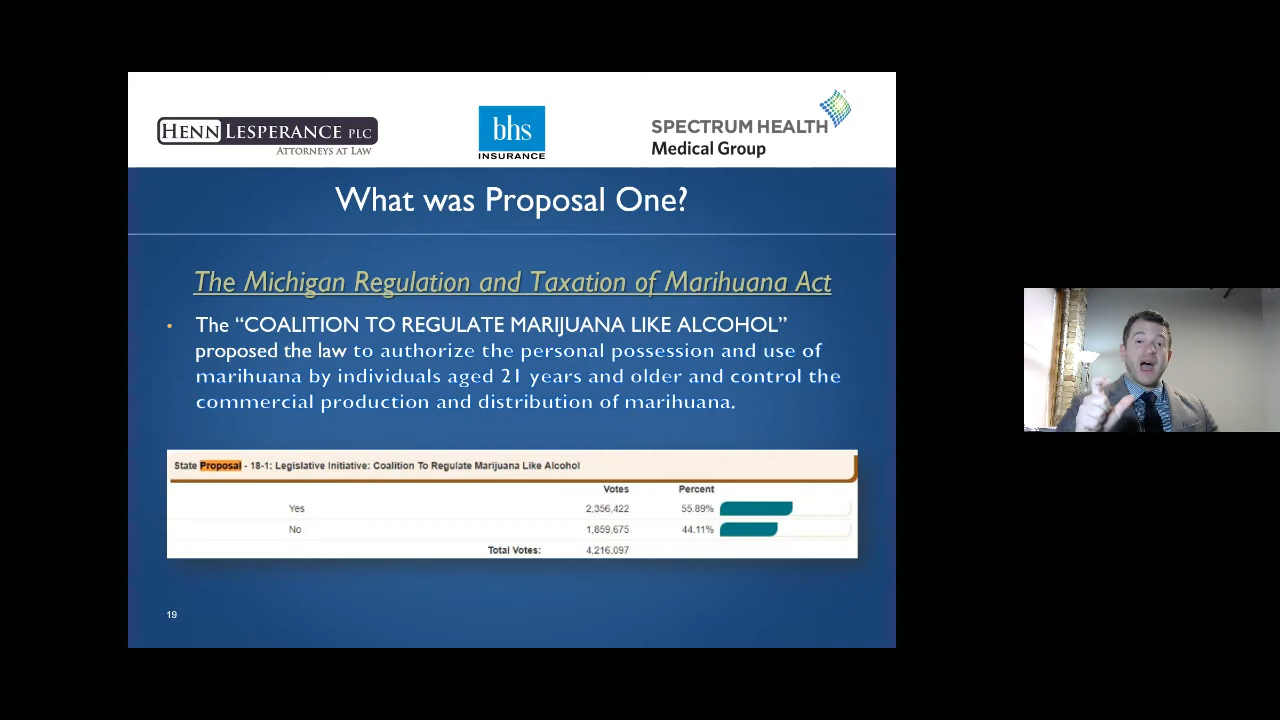 HENN LESPERANCE PLC
ATTORNEYS AT LAW
bhs
INSURANCE
SPECTRUM HEALTH
Medical Group
What was Proposal One?
The Michigan Regulation and Taxation of Marihuana Act
• The “COALITION TO REGULATE MARIJUANA LIKE ALCOHOL”
proposed the law to authorize the personal possession and use of
marihuana by individuals aged 21 years and older and control the
commercial production and distribution of marihuana.
State Proposal - 18-1: Legislative Initiative: Coalition To Regulate Marijuana Like Alcohol
Votes Percent
Yes 2,356,422 55.89%
No 1,859,675 44.11%
Total Votes: 4,216,097
19